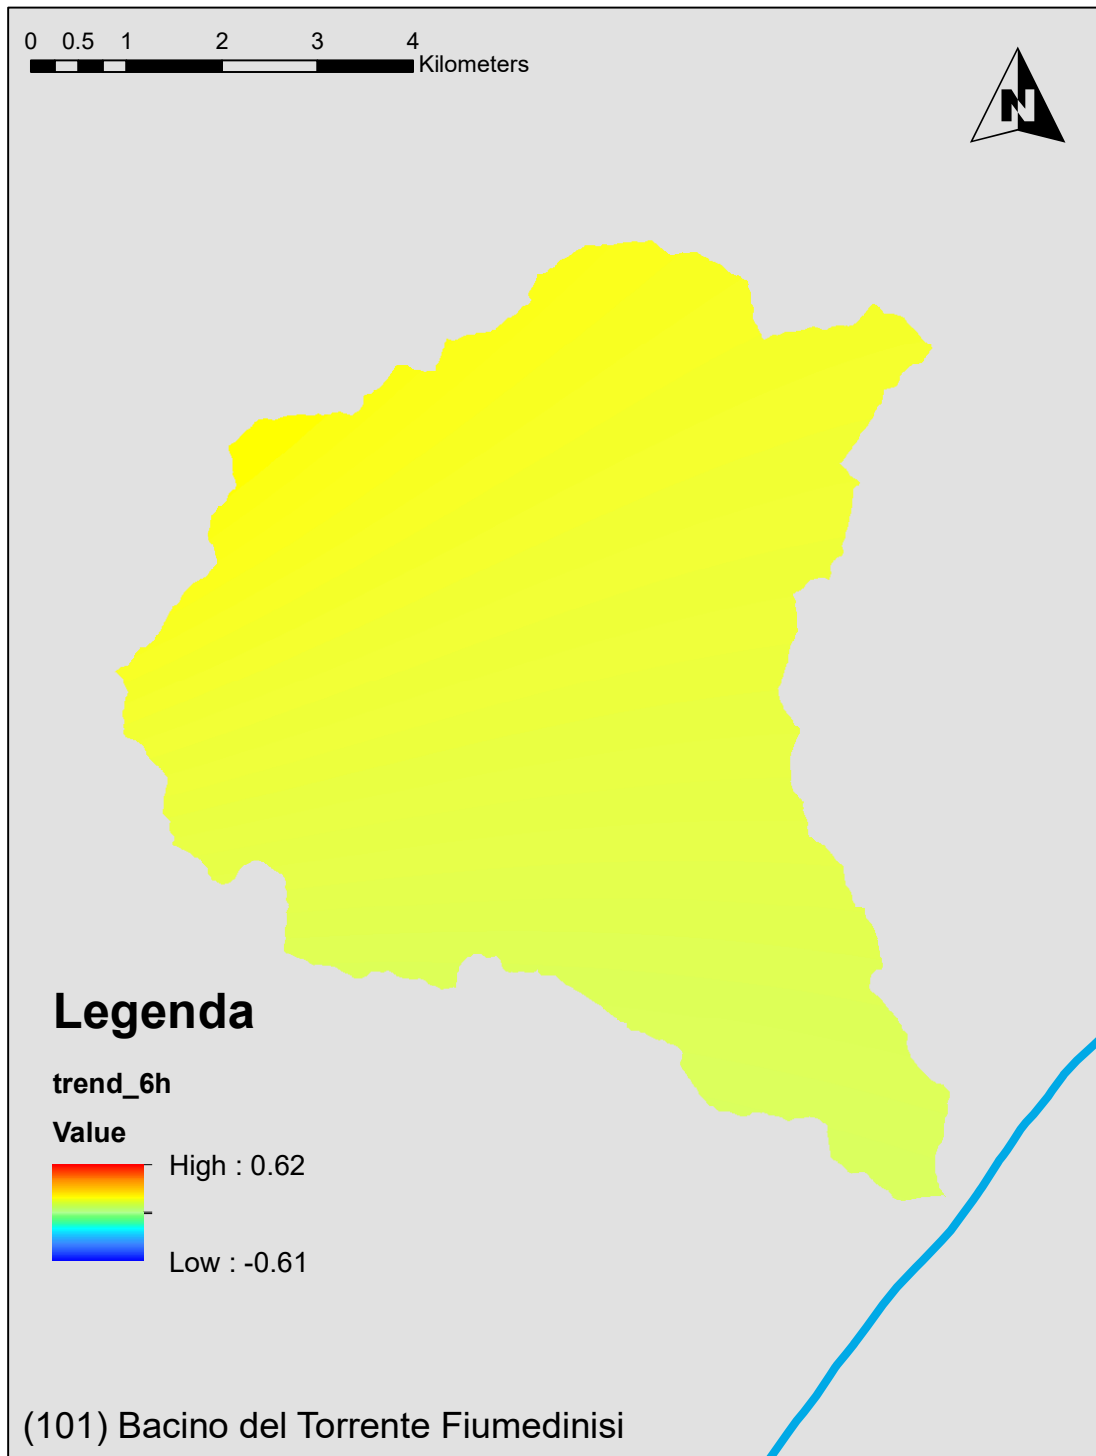 0 0.5 1 2 3 4
Kilometers
N
Legenda
trend_6h
Value
High : 0.62
Low : -0.61
(101) Bacino del Torrente Fiumedinisi